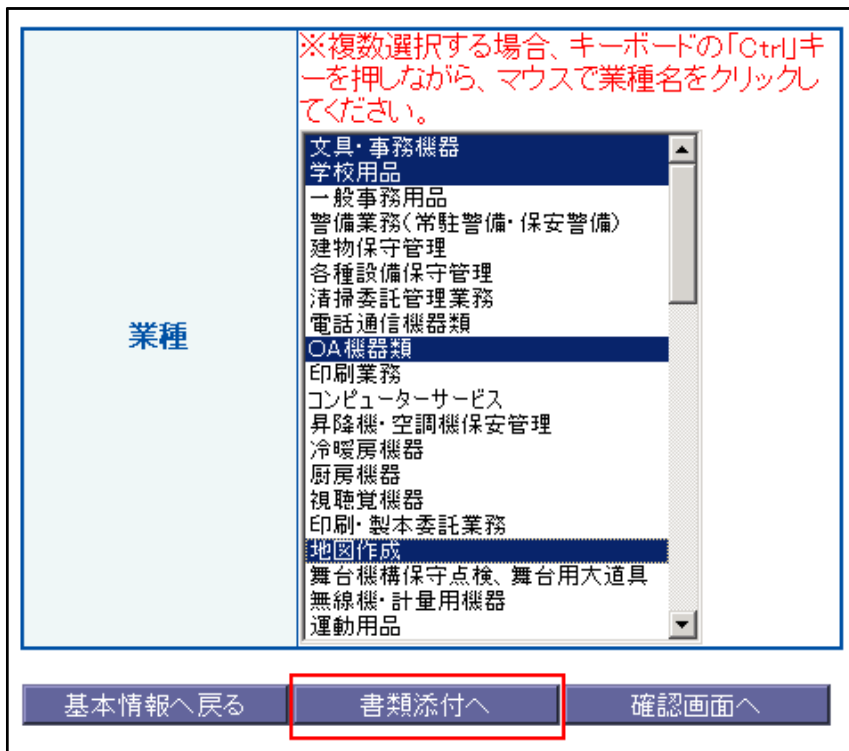 ※複数選択する場合、キーボードの「Ctrl」キ
ーを押しながら、マウスで業種名をクリックし
てください。
業種
文具・事務機器
学校用品
一般事務用品
警備業務(常駐警備・保安警備)
建物保守管理
各種設備保守管理
清掃委託管理業務
電話通信機器類
OA機器類
印刷業務
コンピューターサービス
昇降機・空調機保安管理
冷暖房機器
厨房機器
視聴覚機器
印刷・製本委託業務
地図作成
舞台機構保守点検、舞台用大道具
無線機・計量用機器
運動用品
基本情報へ戻る
書類添付へ
確認画面へ